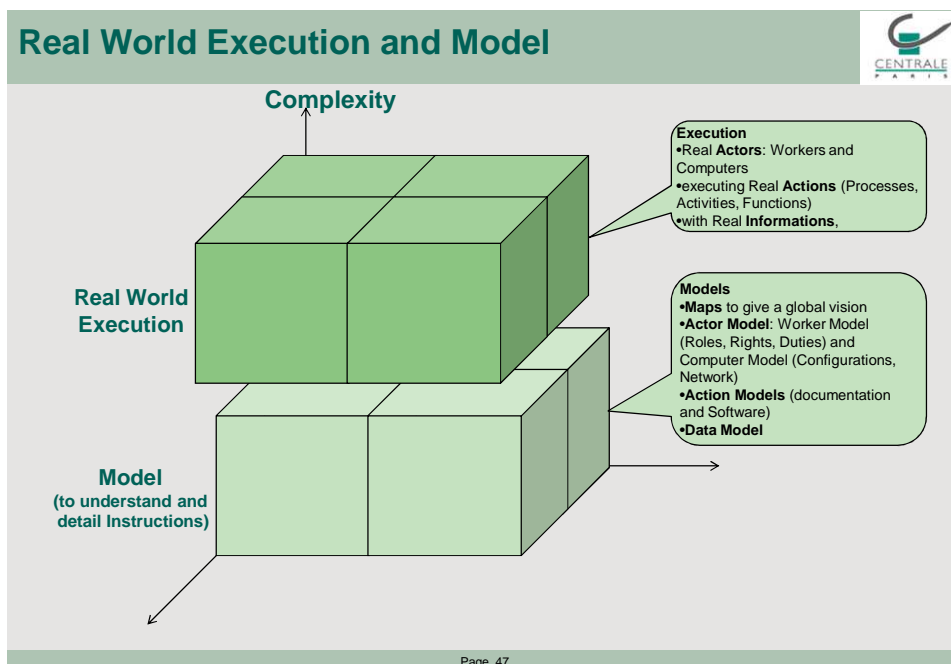 Real World Execution and Model
CENTRALE
PARIS
Complexity
Execution
•Real Actors: Workers and
Computers
•executing Real Actions (Processes,
Activities, Functions)
•with Real Informations,
Real World
Execution
Models
•Maps to give a global vision
•Actor Model: Worker Model
(Roles, Rights, Duties) and
Computer Model (Configurations,
Network)
•Action Models (documentation
and Software)
•Data Model
Model
(to understand and
detail Instructions)
Page 47